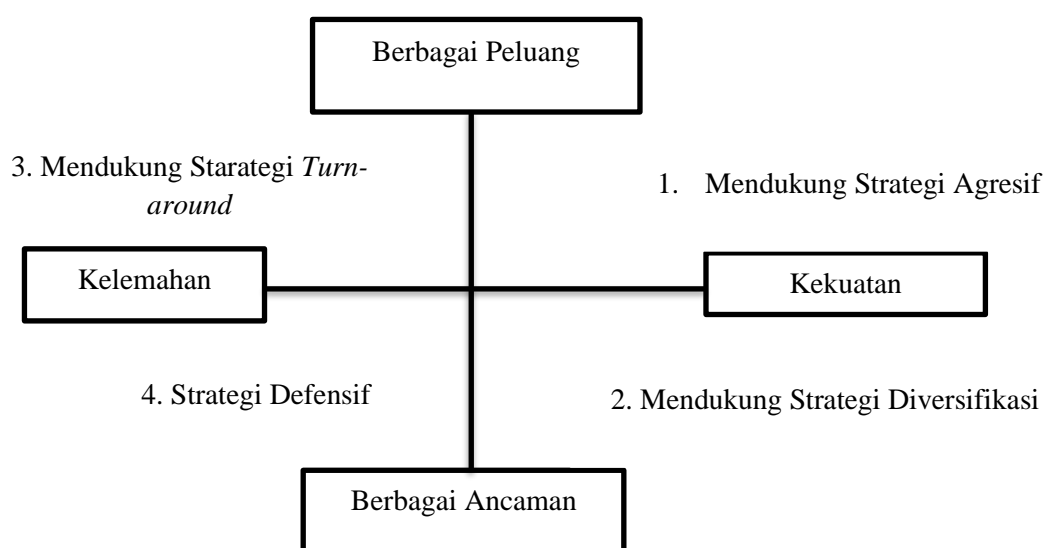 Berbagai Peluang
3. Mendukung Starategi Turn-
around
1. Mendukung Strategi Agresif
Kelemahan
Kekuatan
4. Strategi Defensif
2. Mendukung Strategi Diversifikasi
Berbagai Ancaman